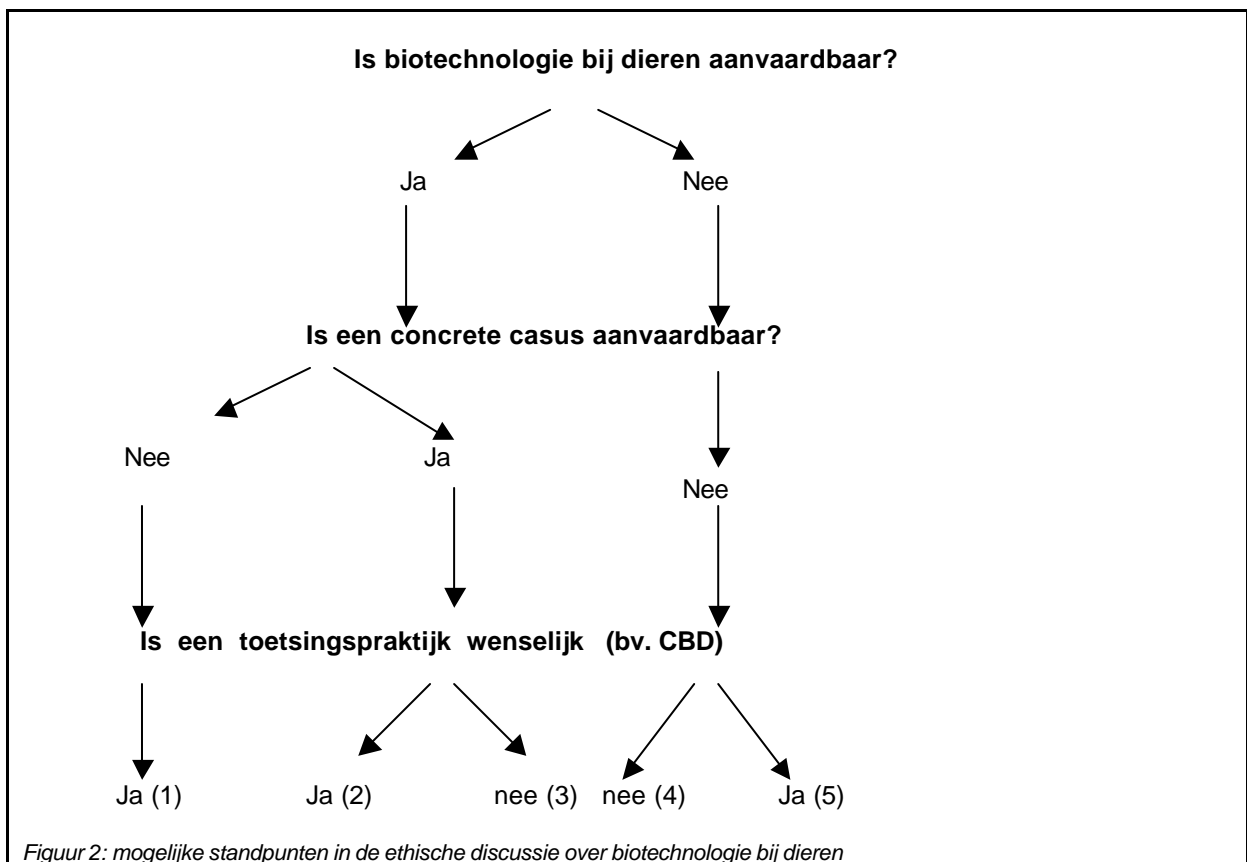 Is biotechnologie bij dieren aanvaardbaar?
Ja Nee
Is een concrete casus aanvaardbaar?
Nee Ja
Nee
Is een toetsingspraktijk wenselijk (bv. CBD)
Ja (1) Ja (2) nee (3) nee (4) Ja (5)
Figuur 2: mogelijke standpunten in de ethische discussie over biotechnologie bij dieren